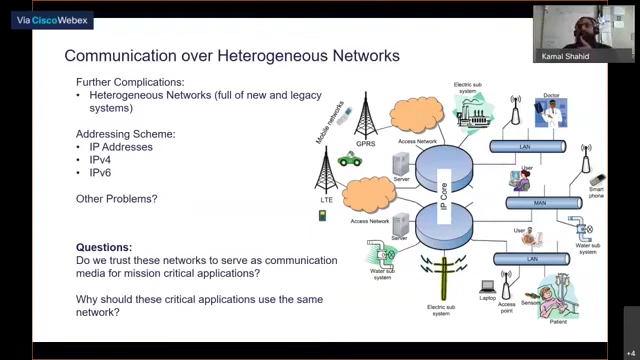 Via Cisco Webex
Kamal Shahid
Communication over Heterogeneous Networks
Further Complications:
• Heterogeneous Networks (full of new and legacy
systems)
Addressing Scheme:
• IP Addresses
• IPv4
• IPv6
Other Problems?
Questions:
Do we trust these networks to serve as communication
media for mission critical applications?
Why should these critical applications use the same
network?
Mobile networks
GPRS
LTE
Access Network
Server
Access Network
Server
Water sub
system
Electric sub
system
IP Core
Electric sub
system
Doctor
LAN
User
Smart
phone
MAN
User
Water sub
system
LAN
Laptop
Access
point
Sensors
Patient
+4